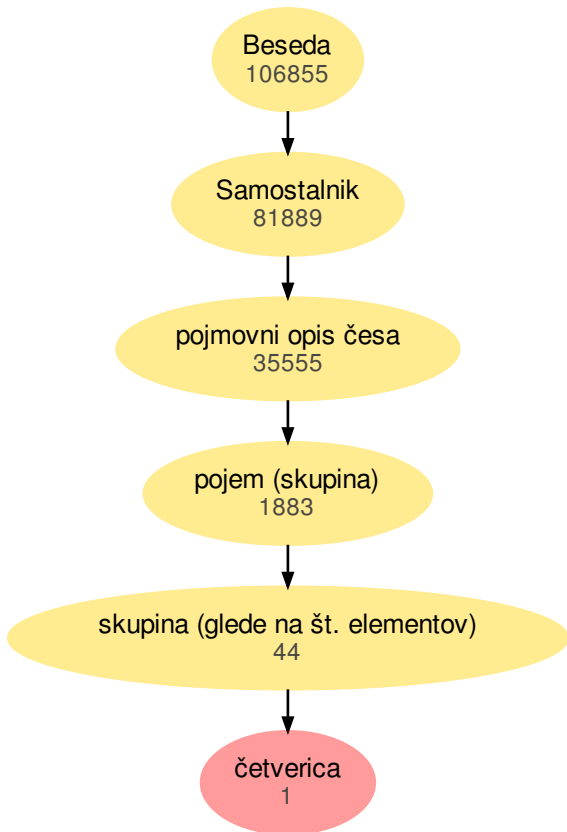 Beseda
106855
Samostalnik
81889
pojmovni opis česa
35555
pojem (skupina)
1883
skupina (glede na št. elementov)
44
četverica
1